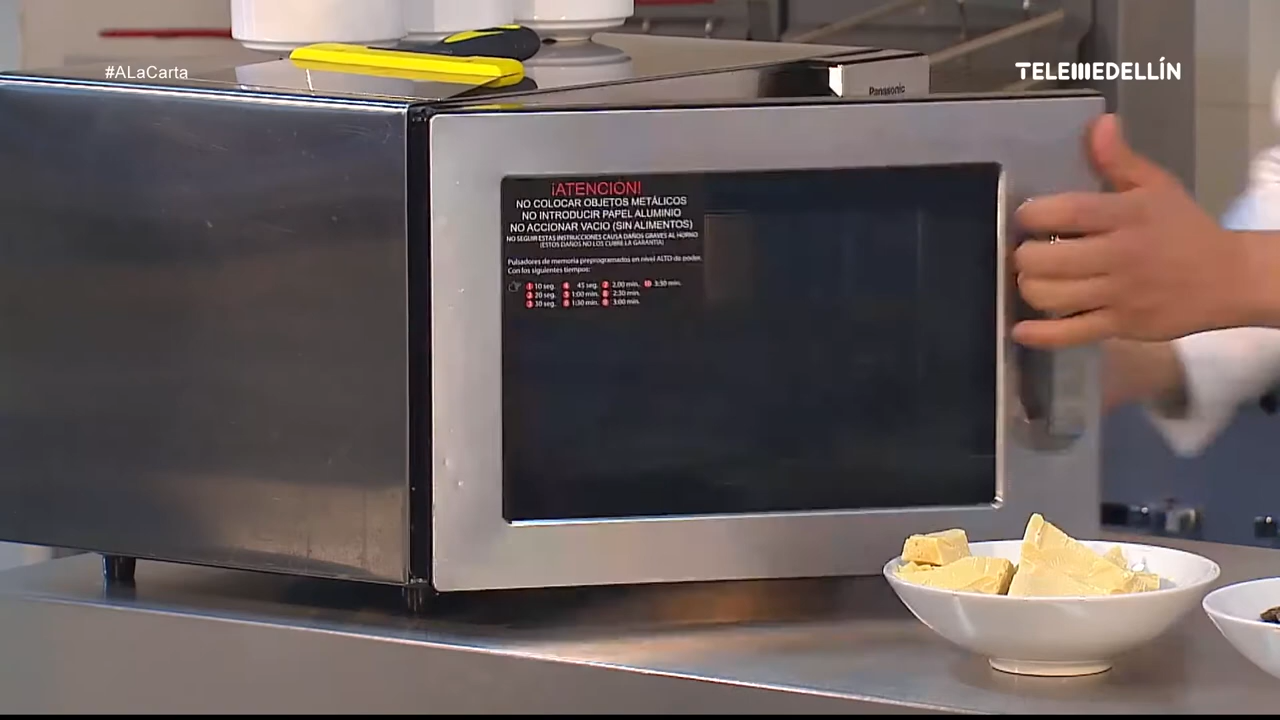 #ALaCarta
TELEMEDELLÍN
Panasonic
¡ATENCIÓN!
NO COLOCAR OBJETOS METÁLICOS
NO INTRODUCIR PAPEL ALUMINIO
NO ACCIONAR VACIO (SIN ALIMENTOS)
NO SEGUIR ESTAS INSTRUCCIONES CAUSA DAÑOS GRAVES AL HORNO
(ESTOS DAÑOS NO LOS CUBRE LA GARANTIA)
Pulsadores de memoria preprogramados en nivel ALTO de poder.
Con los siguientes tiempos:
1 10 seg. 4 45 seg. 7 2.00 min. 10 3:30 min.
2 20 seg. 5 1:00 min. 8 2:30 min.
3 30 seg. 6 1:30 min. 9 3:00 min.